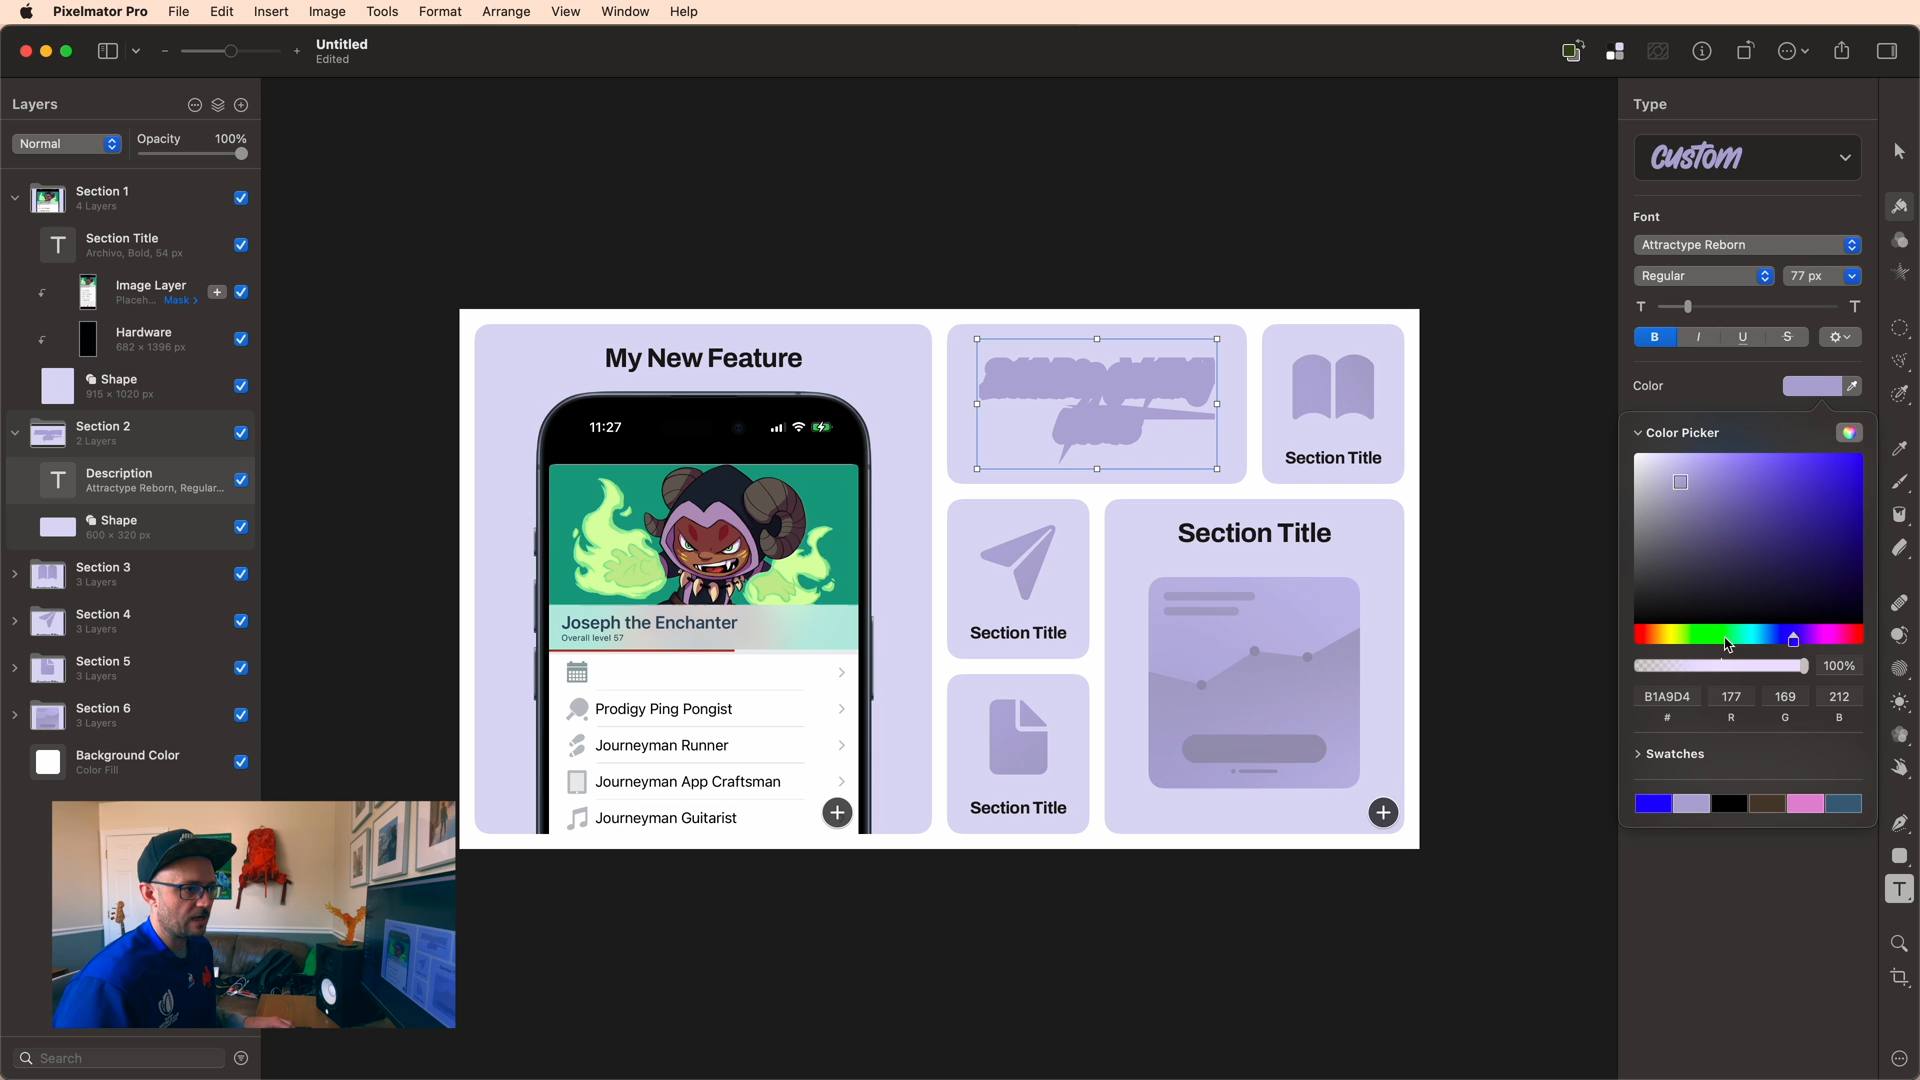 Pixelmator Pro File Edit Insert Image Tools Format Arrange View Window Help
Untitled
Edited
Layers
Normal
Opacity 100%
Section 1
4 Layers
Section Title
Archivo, Bold, 54 px
Image Layer
Placeh... Mask >
Hardware
682 × 1396 px
Shape
915 × 1020 px
Section 2
2 Layers
Description
Attractype Reborn, Regular...
Shape
600 × 320 px
Section 3
3 Layers
Section 4
3 Layers
Section 5
3 Layers
Section 6
3 Layers
Background Color
Color Fill
Search
My New Feature
11:27
Joseph the Enchanter
Overall level 57
Prodigy Ping Pongist
Journeyman Runner
Journeyman App Craftsman
Journeyman Guitarist
Section Title
Section Title
Section Title
Section Title
Type
Custom
Font
Attractype Reborn
Regular 77 px
T T
B I U S
Color
Color Picker
100%
B1A9D4 177 169 212
# R G B
Swatches